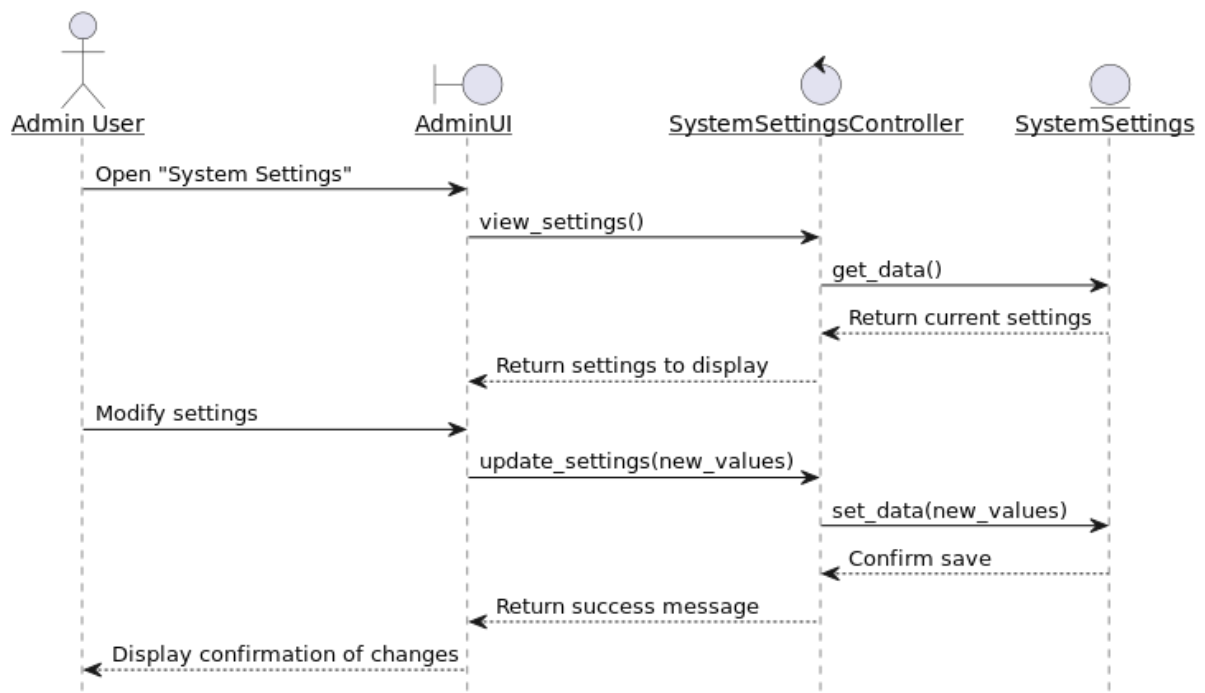 Admin User
AdminUI
SystemSettingsController
SystemSettings
Open "System Settings"
view_settings()
get_data()
Return current settings
Return settings to display
Modify settings
update_settings(new_values)
set_data(new_values)
Confirm save
Return success message
Display confirmation of changes